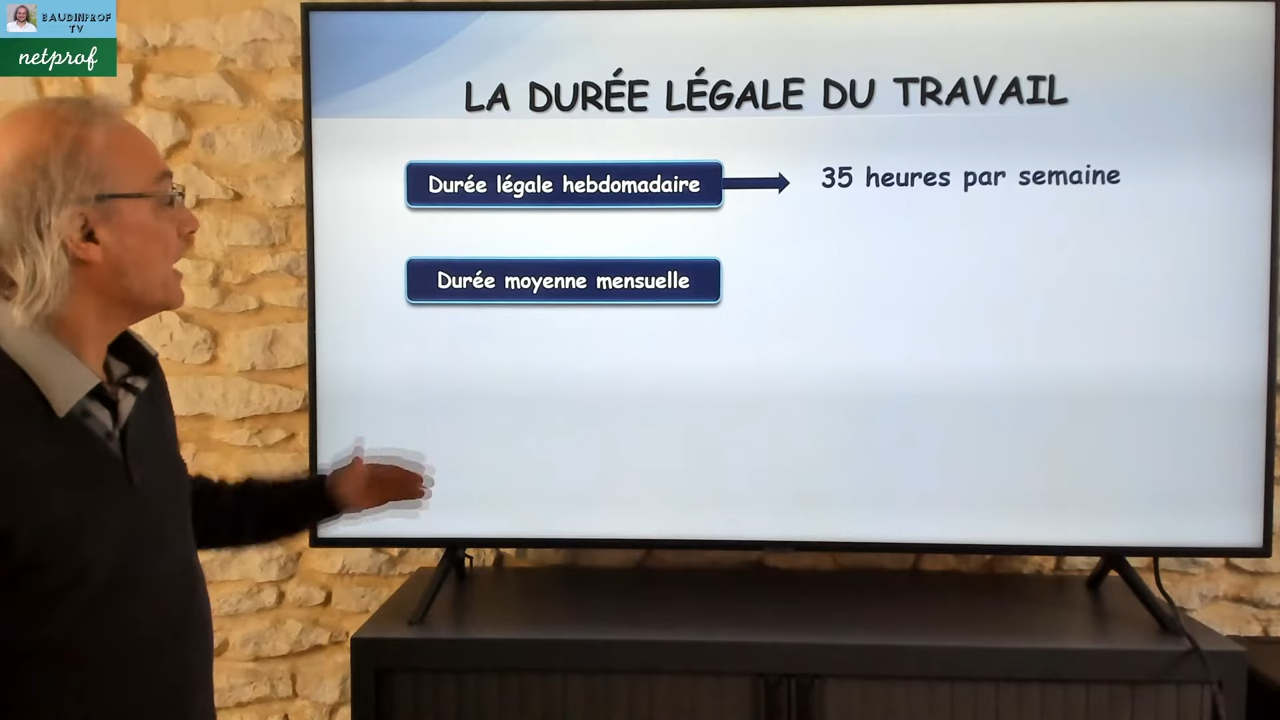 BAUDINPROF
TV
netprof
LA DURÉE LÉGALE DU TRAVAIL
Durée légale hebdomadaire
35 heures par semaine
Durée moyenne mensuelle